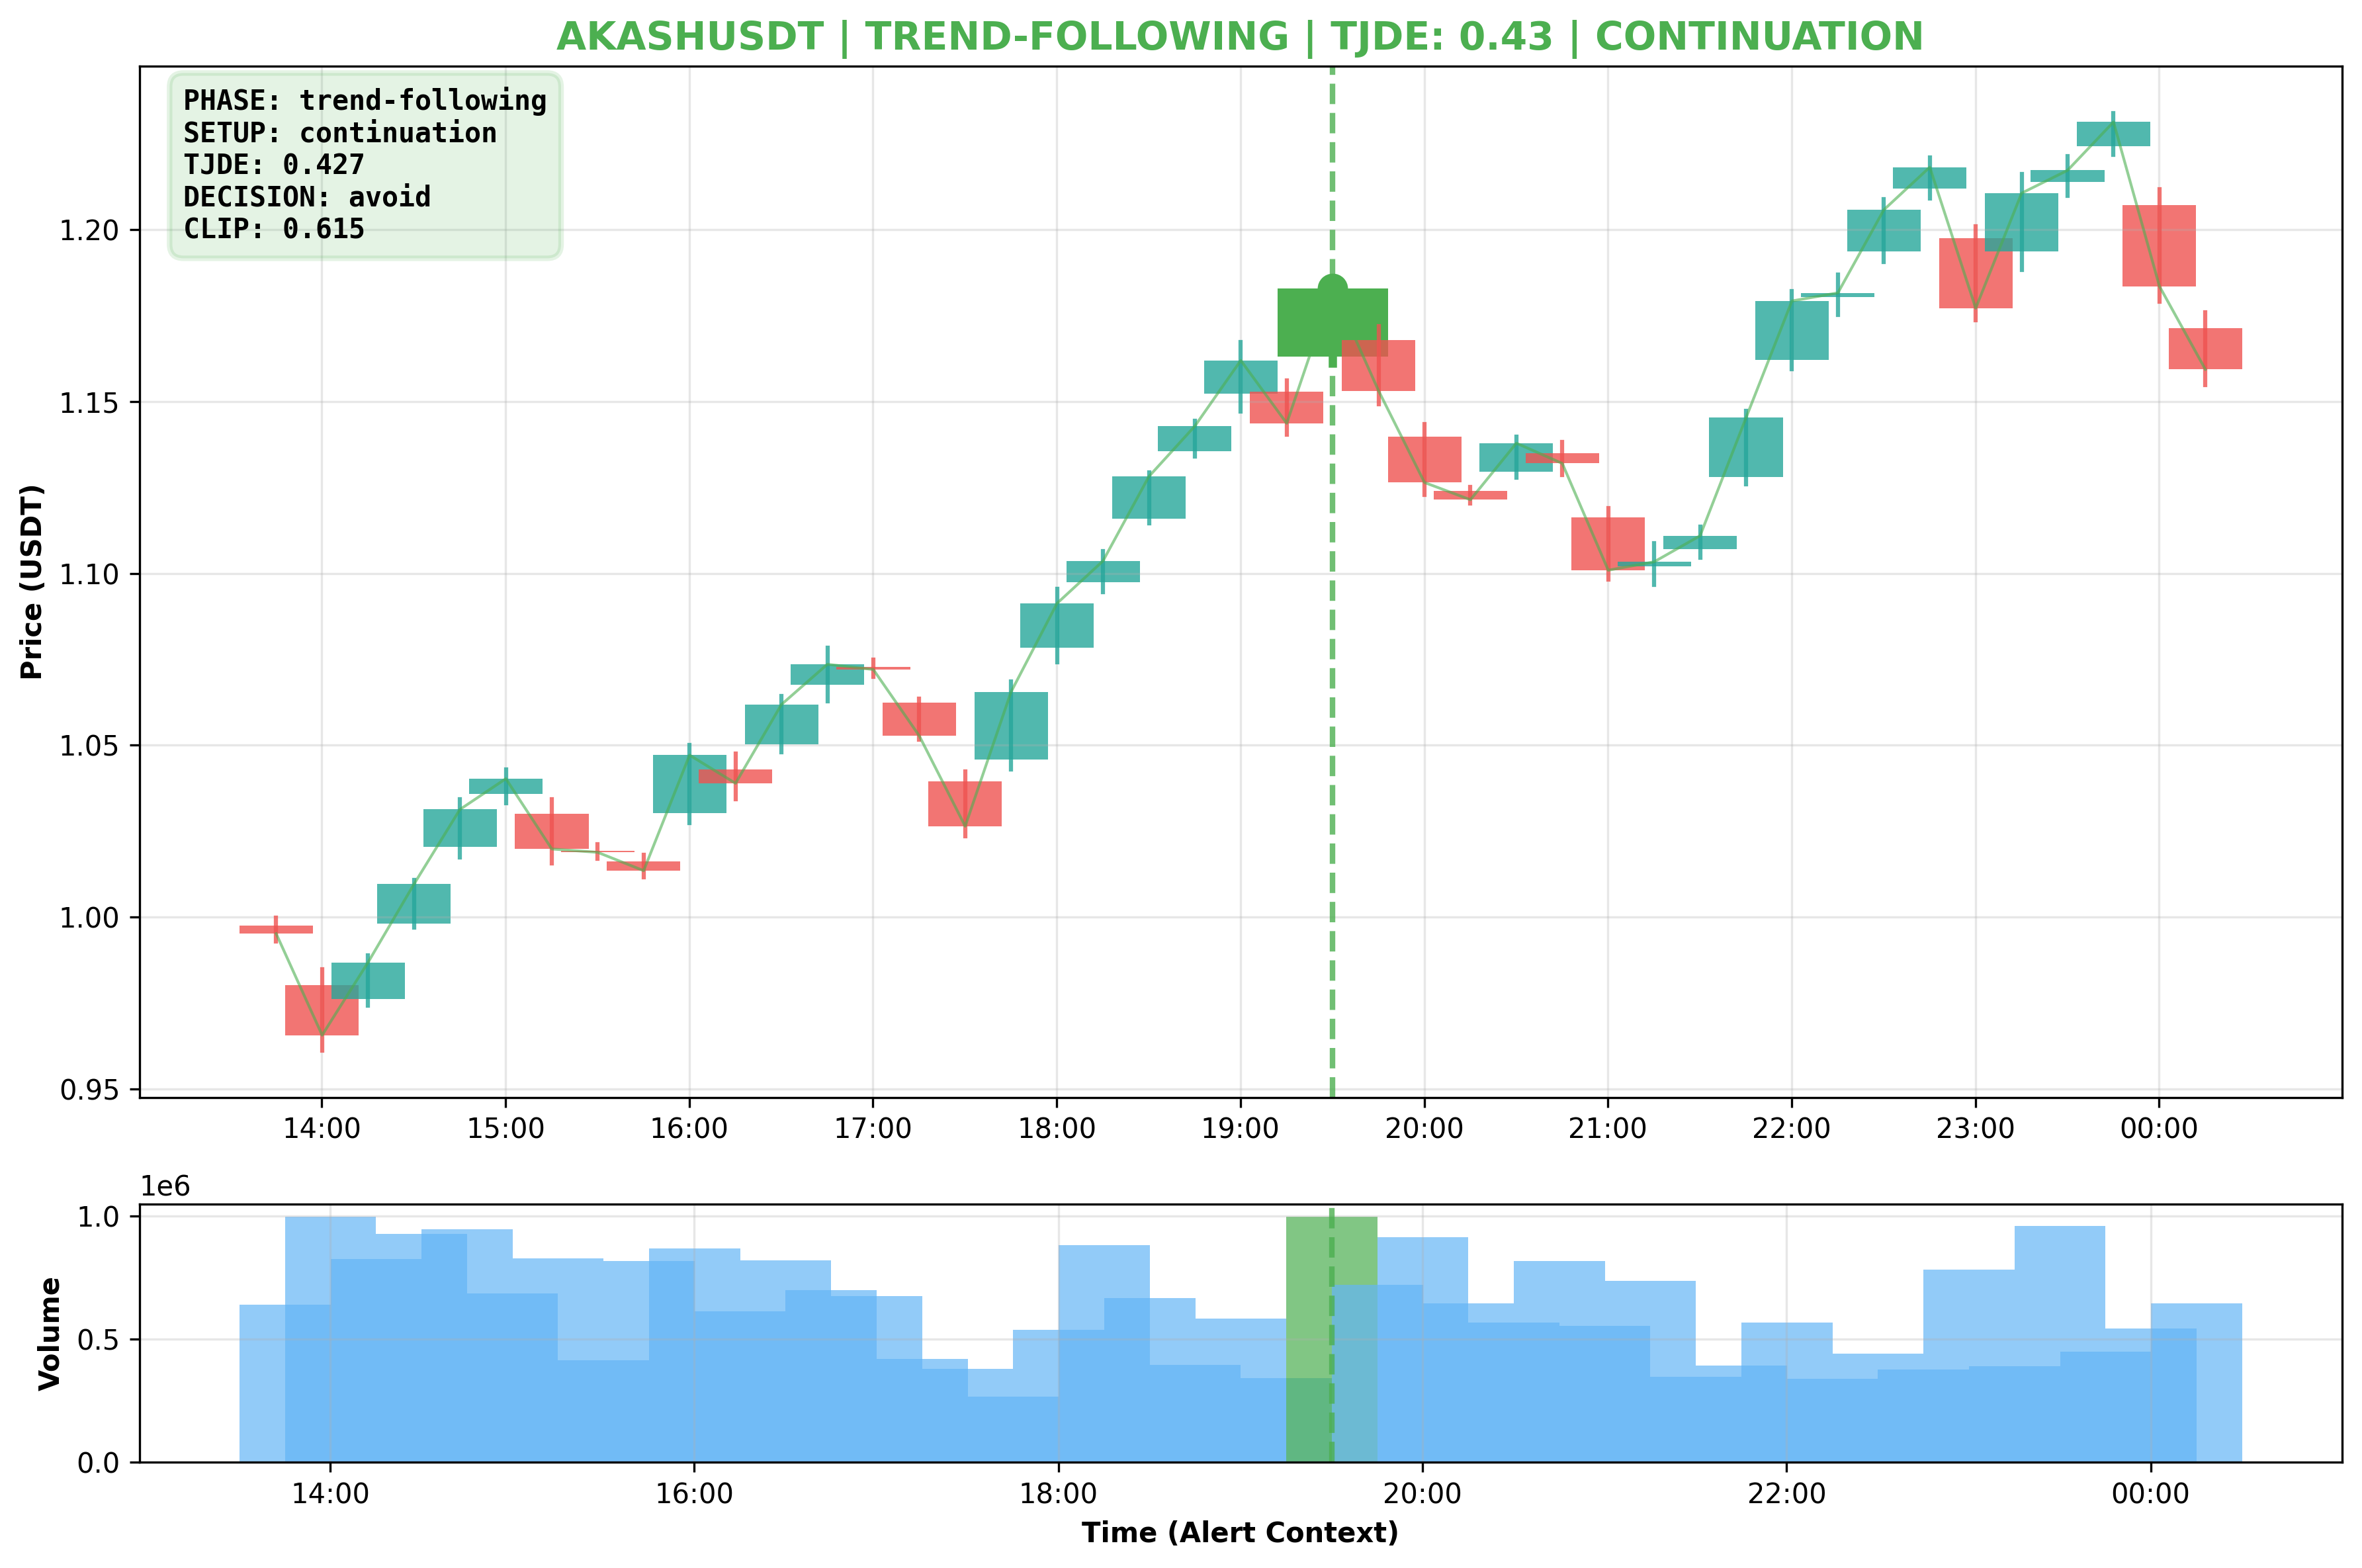 AKASHUSDT | TREND-FOLLOWING | TJDE: 0.43 | CONTINUATION
PHASE: trend-following
SETUP: continuation
TJDE: 0.427
DECISION: avoid
CLIP: 0.615
Price (USDT)
1.20
1.15
1.10
1.05
1.00
0.95
14:00 15:00 16:00 17:00 18:00 19:00 20:00 21:00 22:00 23:00 00:00
1e6
Volume
1.0
0.5
0.0
14:00 16:00 18:00 20:00 22:00 00:00
Time (Alert Context)